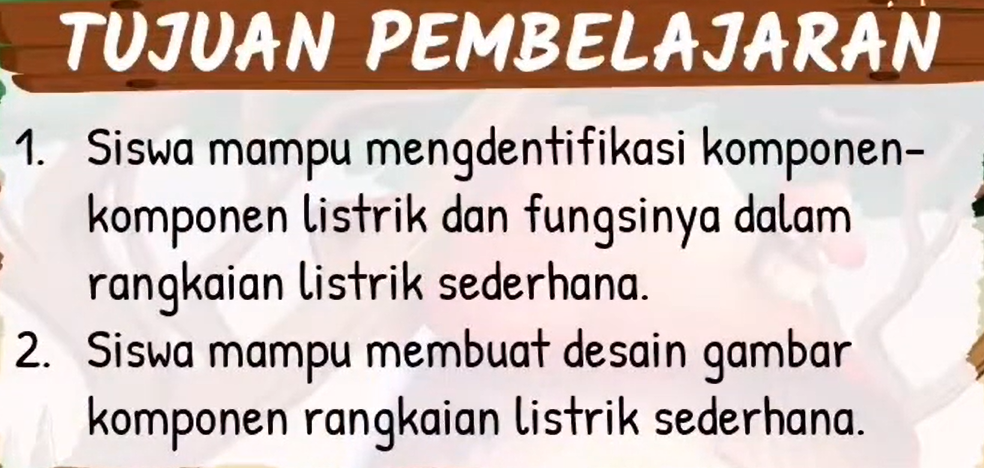 TUJUAN PEMBELAJARAN
1. Siswa mampu mengdentifikasi komponen-
komponen listrik dan fungsinya dalam
rangkaian listrik sederhana.
2. Siswa mampu membuat desain gambar
komponen rangkaian listrik sederhana.